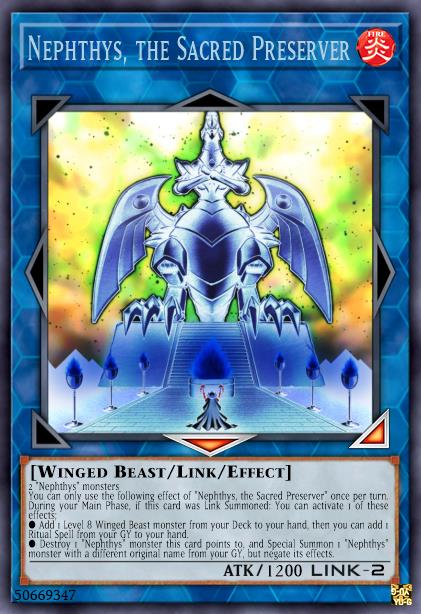 NEPHTHYS, THE SACRED PRESERVER
FIRE
炎
[WINGED BEAST/LINK/EFFECT]
2 "Nephthys" monsters
You can only use the following effect of "Nephthys, the Sacred Preserver" once per turn.
During your Main Phase, if this card was Link Summoned: You can activate 1 of these
effects;
● Add 1 Level 8 Winged Beast monster from your Deck to your hand, then you can add 1
Ritual Spell from your GY to your hand.
● Destroy 1 "Nephthys" monster this card points to, and Special Summon 1 "Nephthys"
monster with a different original name from your GY, but negate its effects.
ATK/1200 LINK-2
50669347